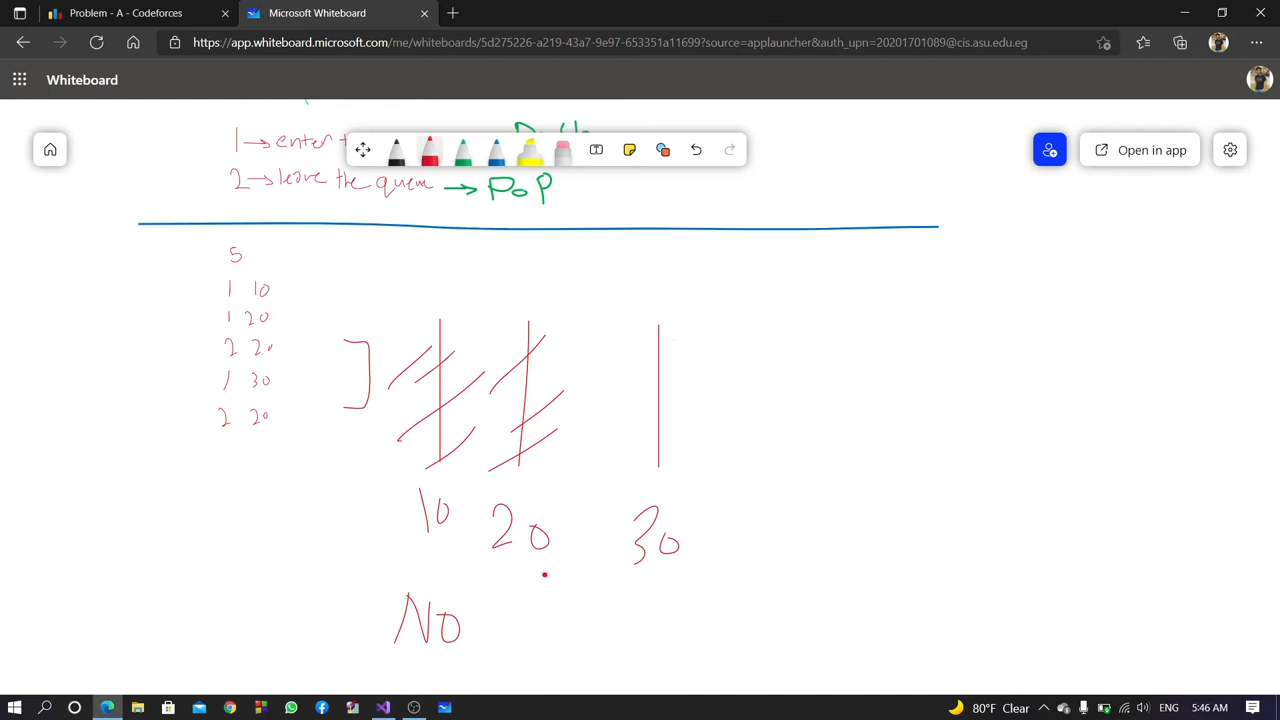 Problem - A - Codeforces
Microsoft Whiteboard
https://app.whiteboard.microsoft.com/me/whiteboards/5d275226-a219-43a7-9e97-653351a11699?source=applauncher&auth_upn=20201701089@cis.asu.edu.eg
Whiteboard
Open in app
1 → enter
2 → leave the queue → Pop
5
1 10
1 20
2 20
1 30
2 20
10 20 30
NO
80°F Clear
ENG
5:46 AM